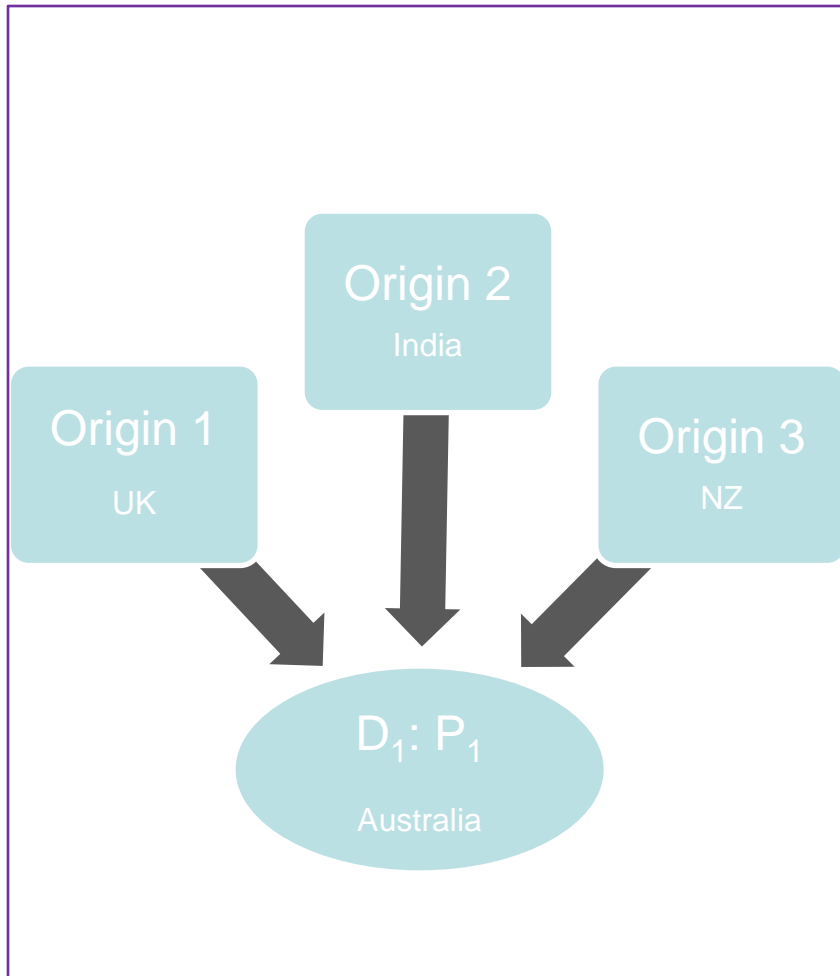 Origin 2
India
Origin 1
UK
Origin 3
NZ
D₁: P₁
Australia